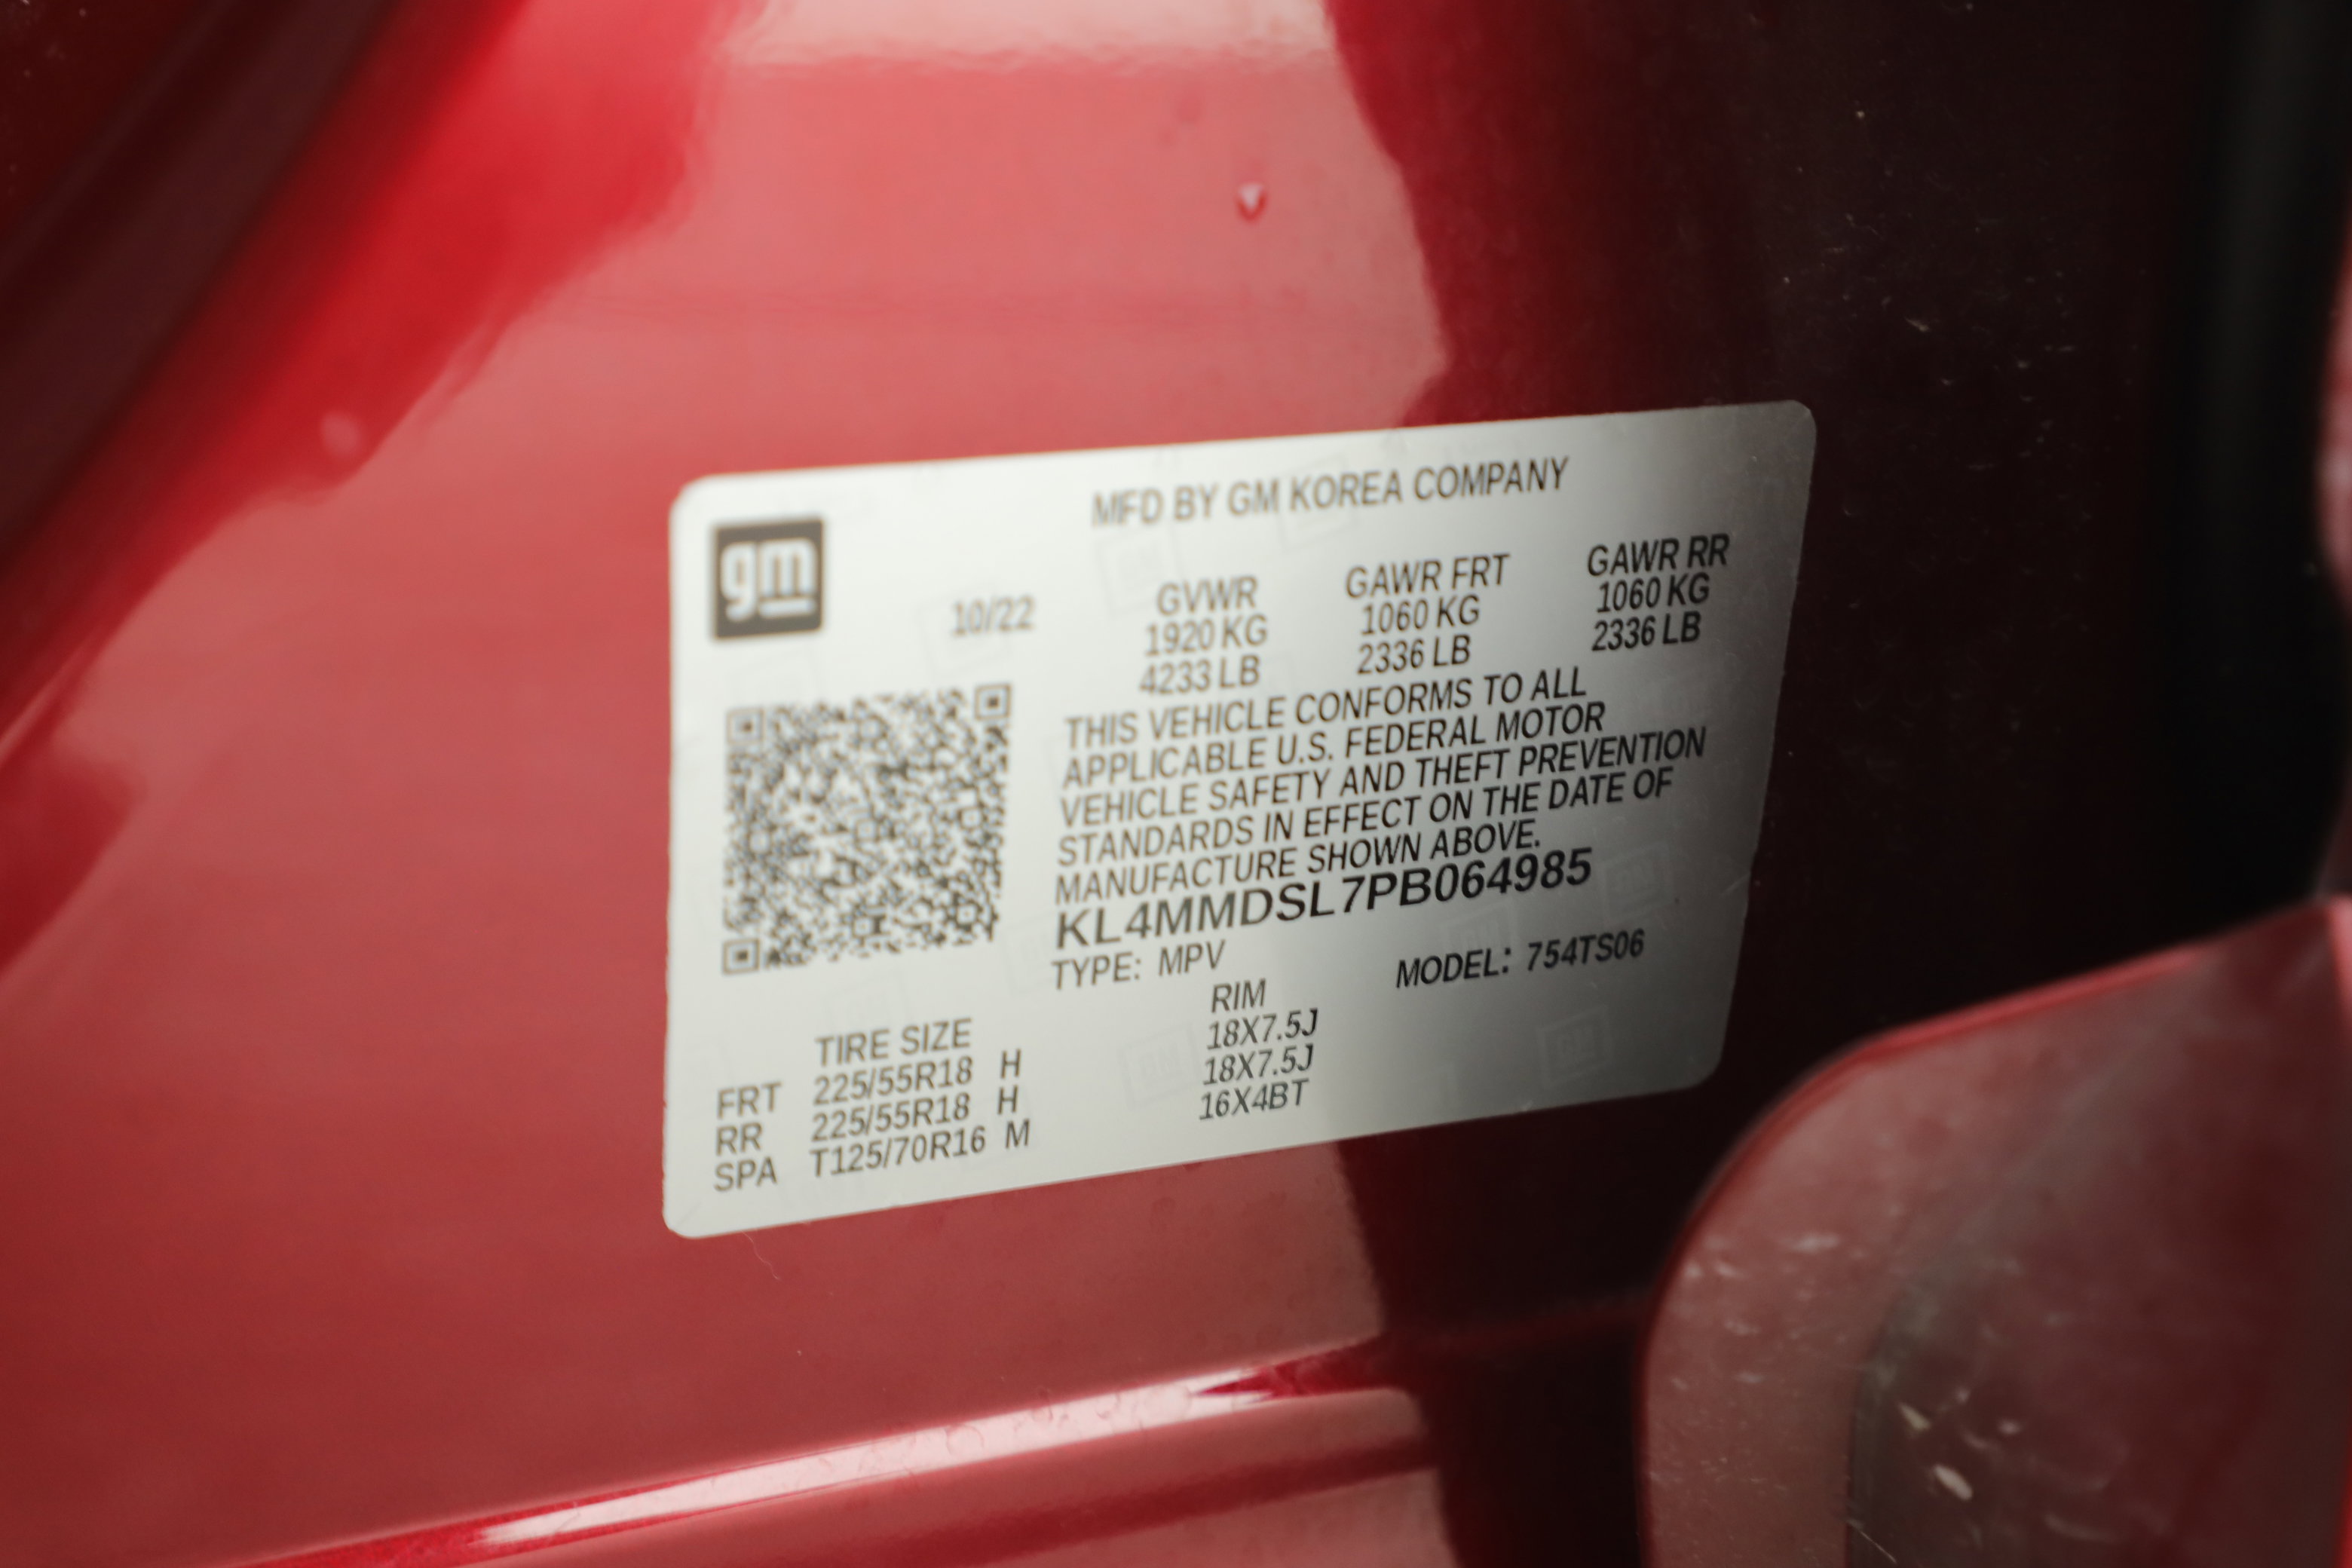 MFD BY GM KOREA COMPANY
gm
10/22
GVWR GAWR FRT GAWR RR
1920 KG 1060 KG 1060 KG
4233 LB 2336 LB 2336 LB
THIS VEHICLE CONFORMS TO ALL
APPLICABLE U.S. FEDERAL MOTOR
VEHICLE SAFETY AND THEFT PREVENTION
STANDARDS IN EFFECT ON THE DATE OF
MANUFACTURE SHOWN ABOVE.
KL4MMDSL7PB064985
TYPE: MPV MODEL: 754TS06
TIRE SIZE RIM
FRT 225/55R18 H 18X7.5J
RR 225/55R18 H 18X7.5J
SPA T125/70R16 M 16X4BT